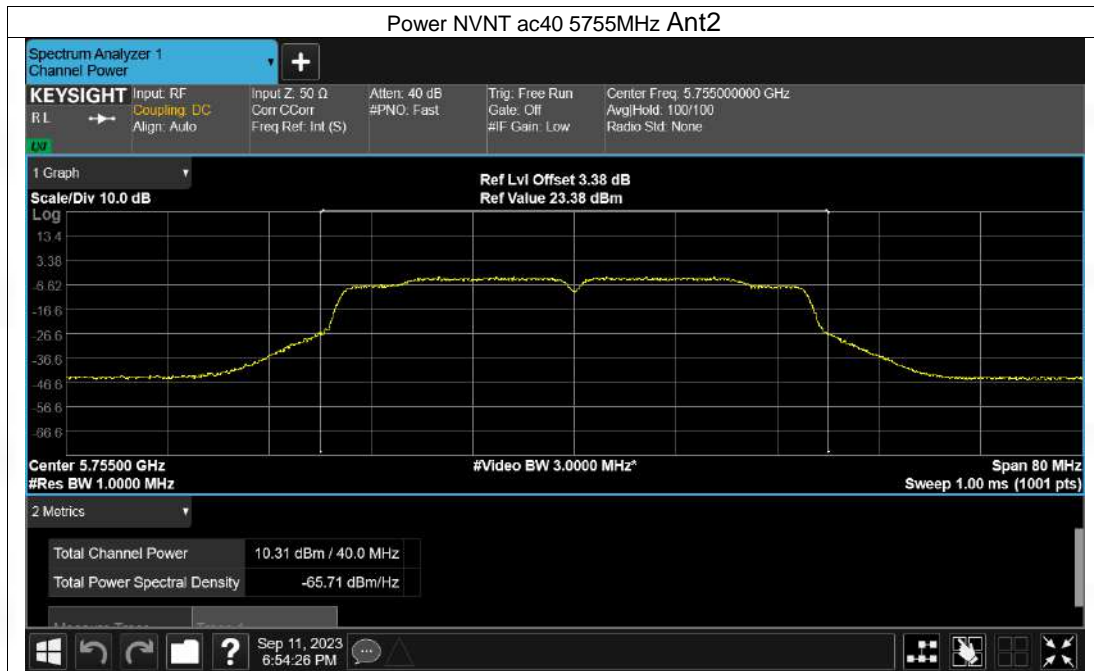 Power NVNT ac40 5755MHz Ant2
Spectrum Analyzer 1
Channel Power
+
KEYSIGHT
RL
LXI
Input: RF
Coupling: DC
Align: Auto
Input Z: 50 Ω
Corr CCorr
Freq Ref: Int (S)
Atten: 40 dB
#PNO: Fast
Trig: Free Run
Gate: Off
#IF Gain: Low
Center Freq: 5.755000000 GHz
Avg|Hold: 100/100
Radio Std: None
1 Graph
Scale/Div 10.0 dB
Ref Lvl Offset 3.38 dB
Ref Value 23.38 dBm
Log
13.4
3.38
-6.62
-16.6
-26.6
-36.6
-46.6
-56.6
-66.6
Center 5.75500 GHz
#Video BW 3.0000 MHz*
Span 80 MHz
#Res BW 1.0000 MHz
Sweep 1.00 ms (1001 pts)
2 Metrics
Total Channel Power 10.31 dBm / 40.0 MHz
Total Power Spectral Density -65.71 dBm/Hz
?
Sep 11, 2023
6:54:26 PM